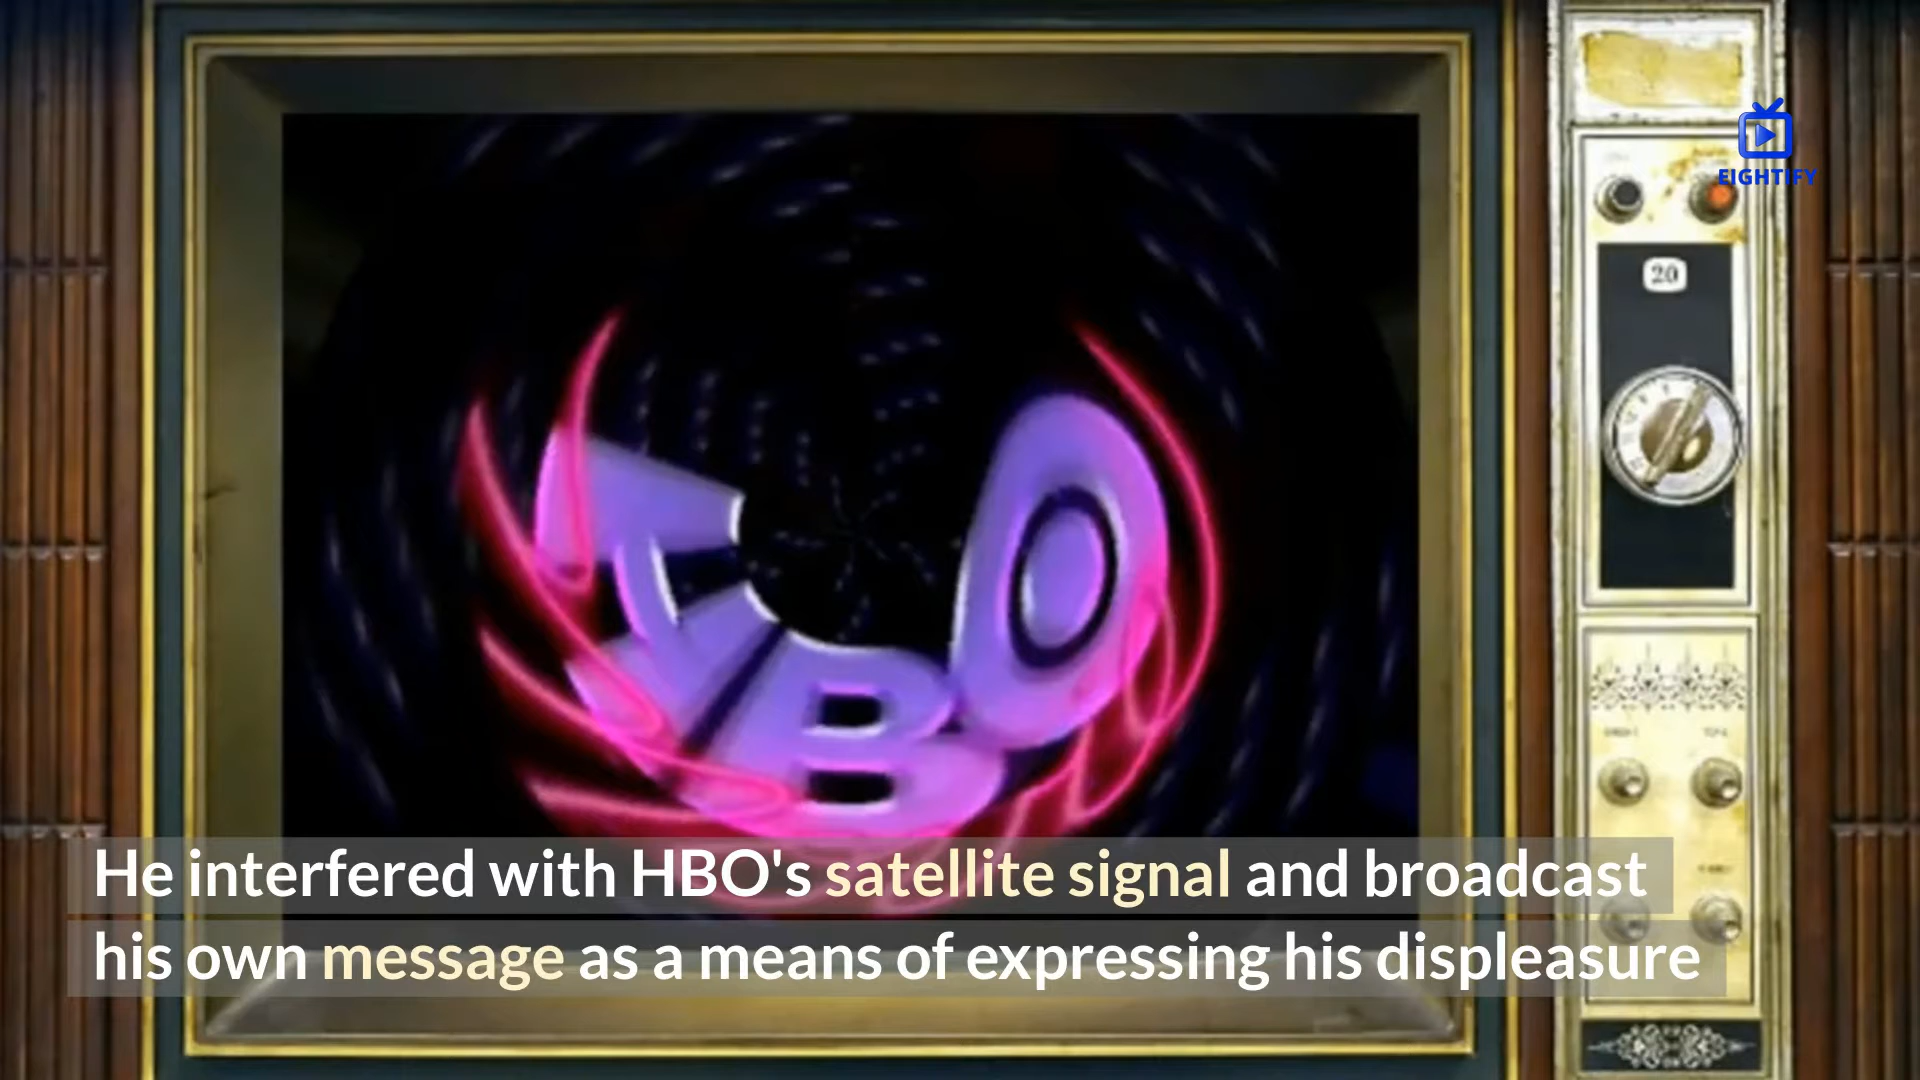 EIGHTIFY
20
HBO
He interfered with HBO's satellite signal and broadcast
his own message as a means of expressing his displeasure